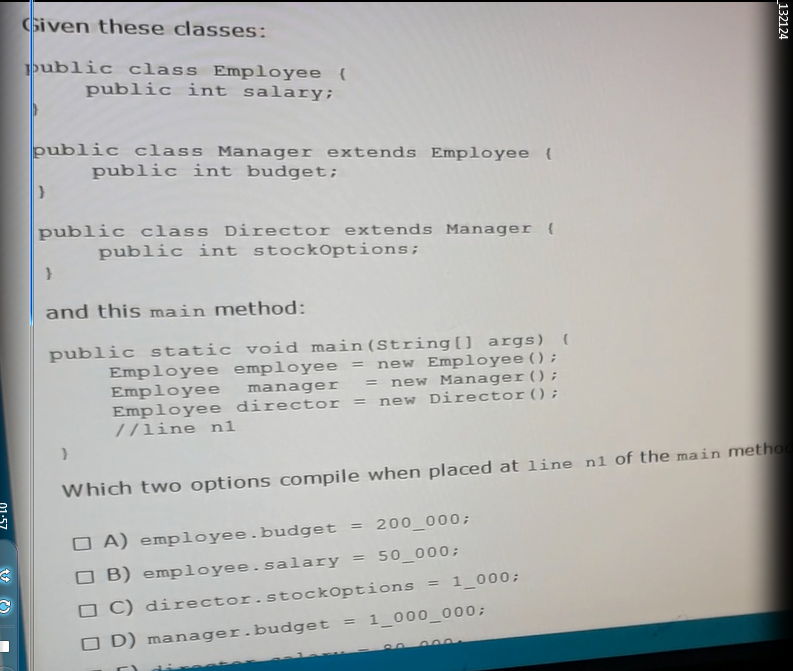 Given these classes:
public class Employee {
public int salary;
}
public class Manager extends Employee {
public int budget;
}
public class Director extends Manager {
public int stockOptions;
}
and this main method:
public static void main(String[] args) {
Employee employee = new Employee();
Employee manager = new Manager();
Employee director = new Director();
//line n1
}
Which two options compile when placed at line n1 of the main metho
A) employee.budget = 200_000;
B) employee.salary = 50_000;
C) director.stockOptions = 1_000;
D) manager.budget = 1_000_000;
132124
01:57